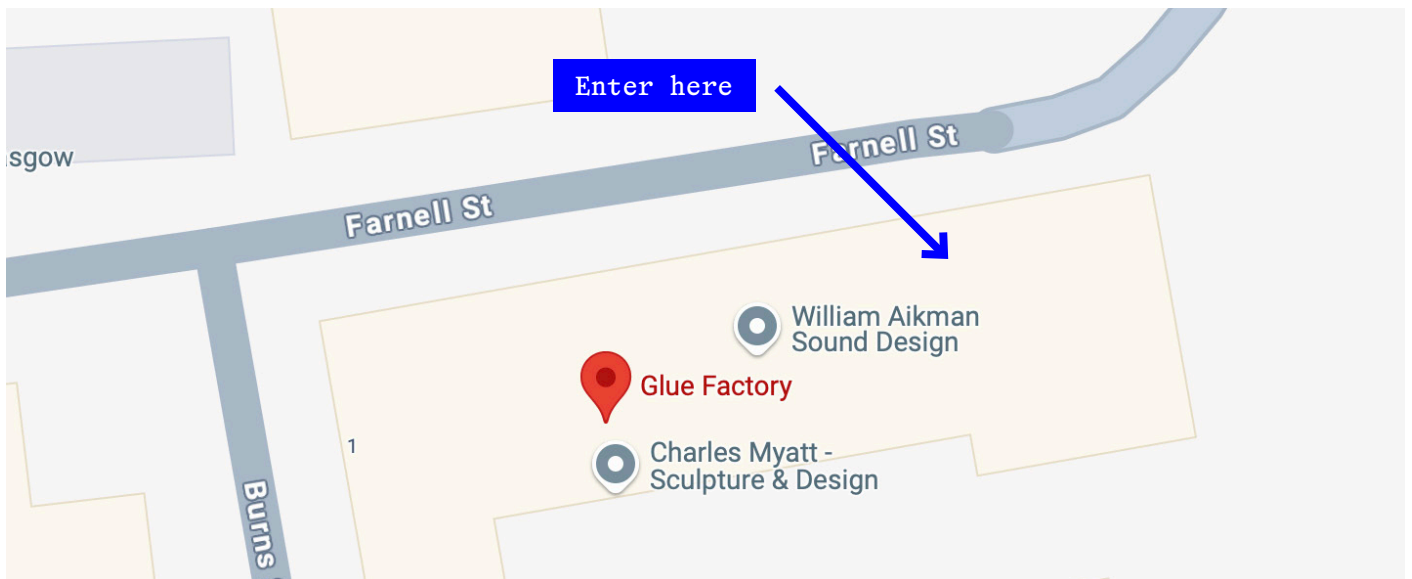 Enter here
Farnell St
sgow
Farnell St
William Aikman
Sound Design
Glue Factory
1
Charles Myatt -
Sculpture & Design
Burns